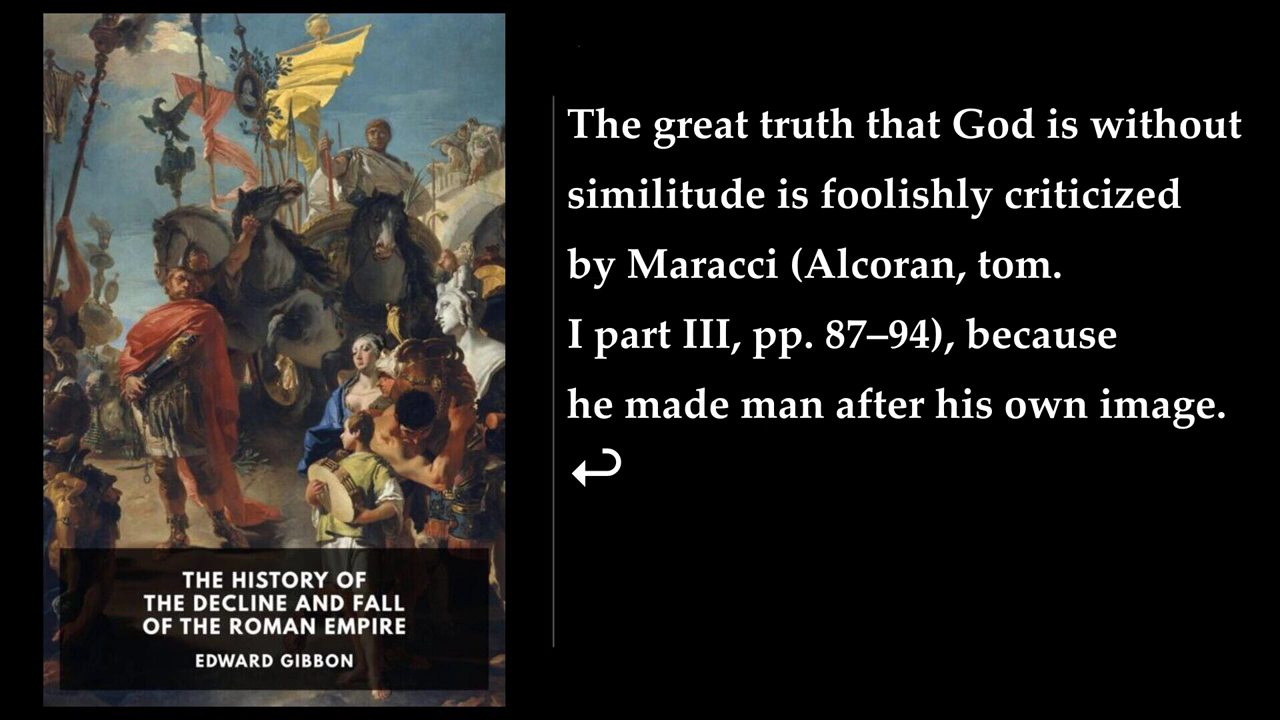 THE HISTORY OF
THE DECLINE AND FALL
OF THE ROMAN EMPIRE
EDWARD GIBBON
The great truth that God is without
similitude is foolishly criticized
by Maracci (Alcoran, tom.
I part III, pp. 87–94), because
he made man after his own image.
↩